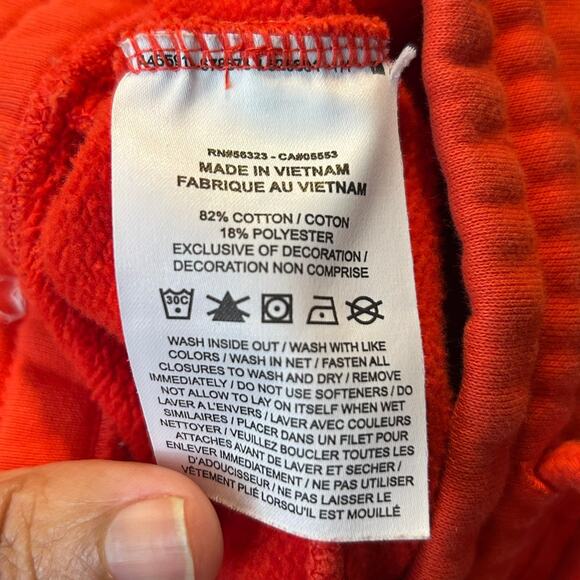 RN#56323 - CA#05553
MADE IN VIETNAM
FABRIQUE AU VIETNAM
82% COTTON / COTON
18% POLYESTER
EXCLUSIVE OF DECORATION /
DECORATION NON COMPRISE
30C
WASH INSIDE OUT / WASH WITH LIKE
COLORS / WASH IN NET / FASTEN ALL
CLOSURES TO WASH AND DRY / REMOVE
IMMEDIATELY / DO NOT USE SOFTENERS / DO
NOT ALLOW TO LAY ON ITSELF WHEN WET
LAVER A L'ENVERS / LAVER AVEC COULEURS
SIMILAIRES / PLACER DANS UN FILET POUR
NETTOYER / VEUILLEZ BOUCLER TOUTES LES
ATTACHES AVANT DE LAVER ET SECHER /
ENLEVER IMMEDIATEMENT / NE PAS UTILISER
D'ADOUCISSEUR / NE PAS LAISSER LE
VÊTEMENT PLIÉ LORSQU'IL EST MOUILLÉ